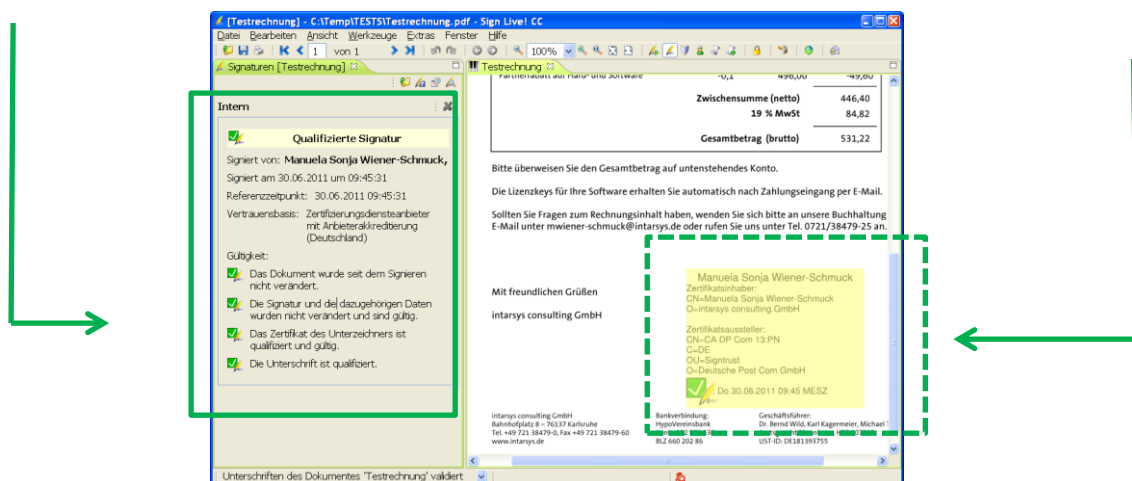 [Testrechnung] - C:\Temp\TESTS\Testrechnung.pdf - Sign Live! CC
Datei Bearbeiten Ansicht Werkzeuge Extras Fenster Hilfe
1 von 1 100%
Signaturen [Testrechnung]
Intern
Qualifizierte Signatur
Signiert von: Manuela Sonja Wiener-Schmuck,
Signiert am 30.06.2011 um 09:45:31
Referenzzeitpunkt: 30.06.2011 09:45:31
Vertrauensbasis: Zertifizierungsdiensteanbieter
mit Anbieterakkreditierung
(Deutschland)
Gültigkeit:
Das Dokument wurde seit dem Signieren
nicht verändert.
Die Signatur und die dazugehörigen Daten
wurden nicht verändert und sind gültig.
Das Zertifikat des Unterzeichners ist
qualifiziert und gültig.
Die Unterschrift ist qualifiziert.
Testrechnung
Partnerrabatt auf Hard- und Software -0,1 496,00 -49,60
Zwischensumme (netto) 446,40
19 % MwSt 84,82
Gesamtbetrag (brutto) 531,22
Bitte überweisen Sie den Gesamtbetrag auf untenstehendes Konto.
Die Lizenzkeys für Ihre Software erhalten Sie automatisch nach Zahlungseingang per E-Mail.
Sollten Sie Fragen zum Rechnungsinhalt haben, wenden Sie sich bitte an unsere Buchhaltung
E-Mail unter mwiener-schmuck@intarsys.de oder rufen Sie uns unter Tel. 0721/38479-25 an.
Mit freundlichen Grüßen
intarsys consulting GmbH
Manuela Sonja Wiener-Schmuck
Zertifikatsinhaber:
CN=Manuela Sonja Wiener-Schmuck
O=intarsys consulting GmbH
Zertifikatsaussteller:
CN=CA DP Com 13:PN
C=DE
OU=Signtrust
O=Deutsche Post Com GmbH
Do 30.06.2011 09:45 MESZ
intarsys consulting GmbH
Bahnhofplatz 8 – 76137 Karlsruhe
Tel. +49 721 38479-0, Fax +49 721 38479-60
www.intarsys.de
Bankverbindung:
HypoVereinsbank
BLZ 660 202 86
Geschäftsführer:
Dr. Bernd Wild, Karl Kagermeier, Michael
UST-ID: DE181393755
Unterschriften des Dokumentes 'Testrechnung' validiert